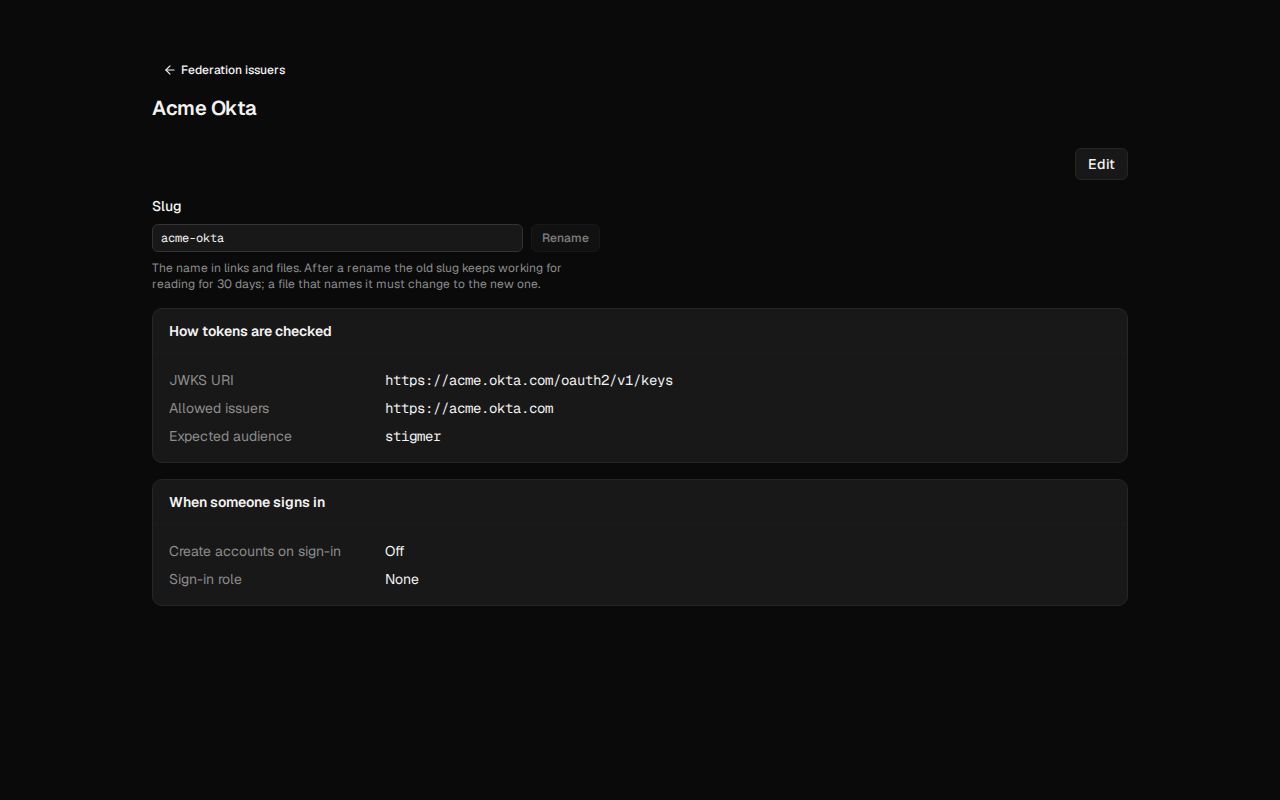 Federation issuers
Acme Okta
Edit
Slug
acme-okta
Rename
The name in links and files. After a rename the old slug keeps working for
reading for 30 days; a file that names it must change to the new one.
How tokens are checked
JWKS URI https://acme.okta.com/oauth2/v1/keys
Allowed issuers https://acme.okta.com
Expected audience stigmer
When someone signs in
Create accounts on sign-in Off
Sign-in role None